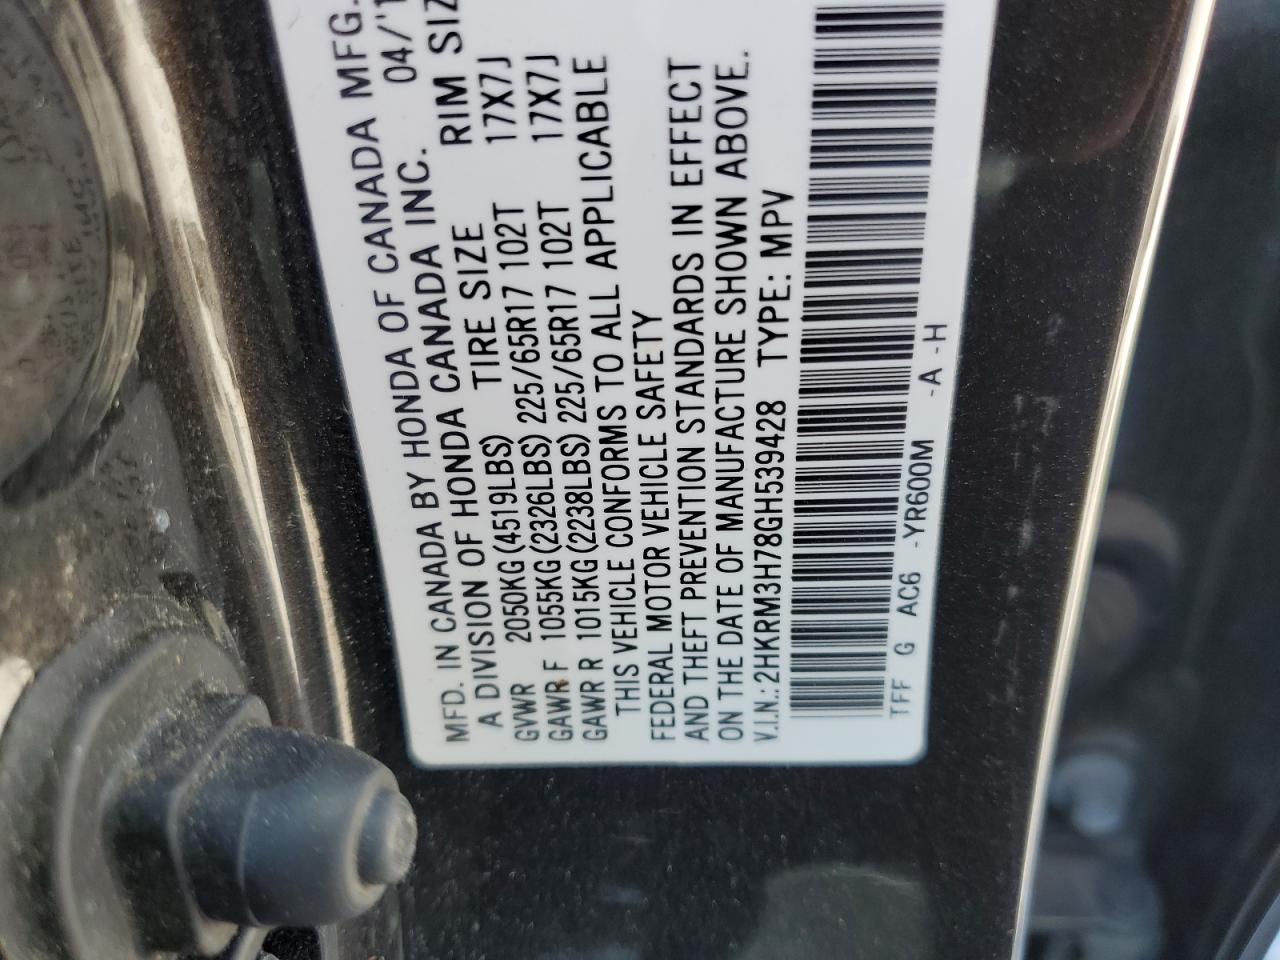 MFD. IN CANADA BY HONDA OF CANADA MFG.
A DIVISION OF HONDA CANADA INC. 04/'1
TIRE SIZE RIM SIZ
GVWR 2050KG(4519LBS)
GAWR F 1055KG(2326LBS) 225/65R17 102T 17X7J
GAWR R 1015KG(2238LBS) 225/65R17 102T 17X7J
THIS VEHICLE CONFORMS TO ALL APPLICABLE
FEDERAL MOTOR VEHICLE SAFETY
AND THEFT PREVENTION STANDARDS IN EFFECT
ON THE DATE OF MANUFACTURE SHOWN ABOVE.
V.I.N.: 2HKRM3H78GH539428 TYPE: MPV
TFF G AC6 -YR600M -A -H